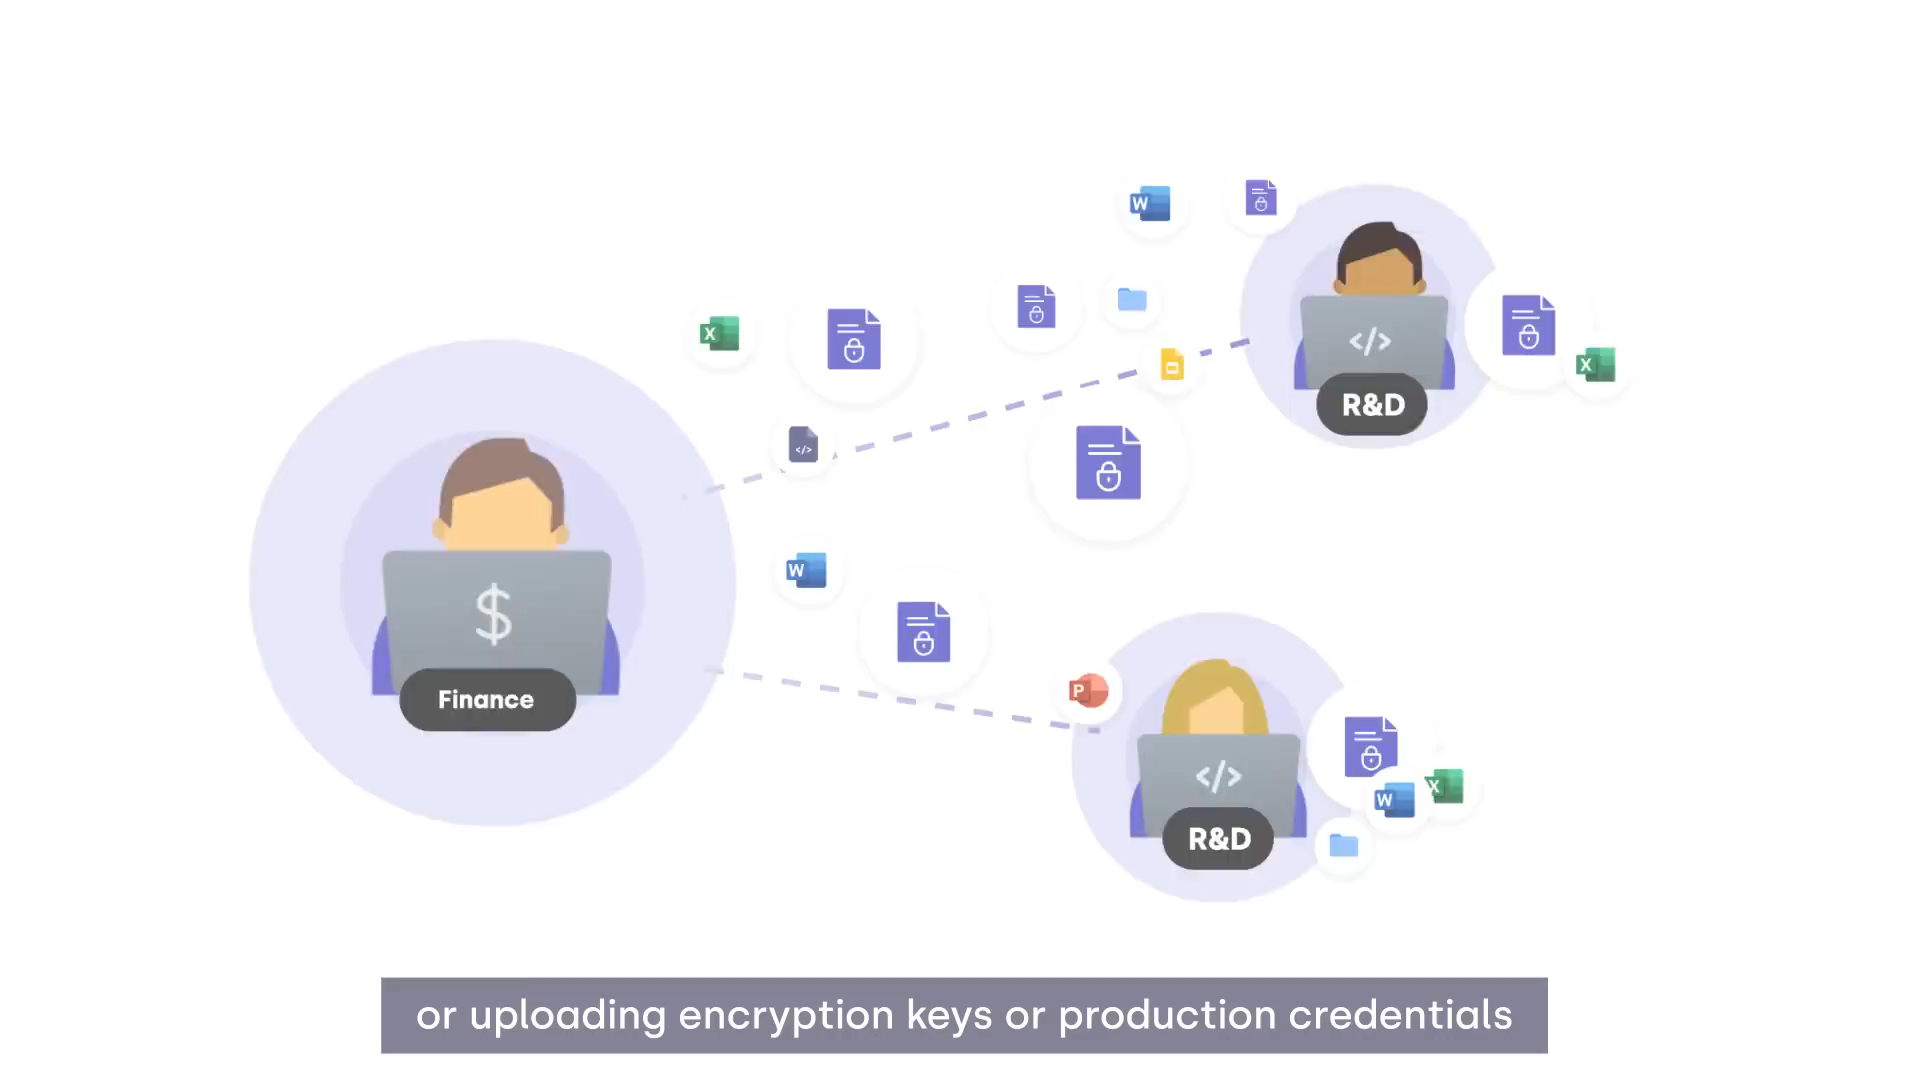 W
X
</>
R&D
X
</>
W
$
Finance
P
</>
W
X
R&D
or uploading encryption keys or production credentials